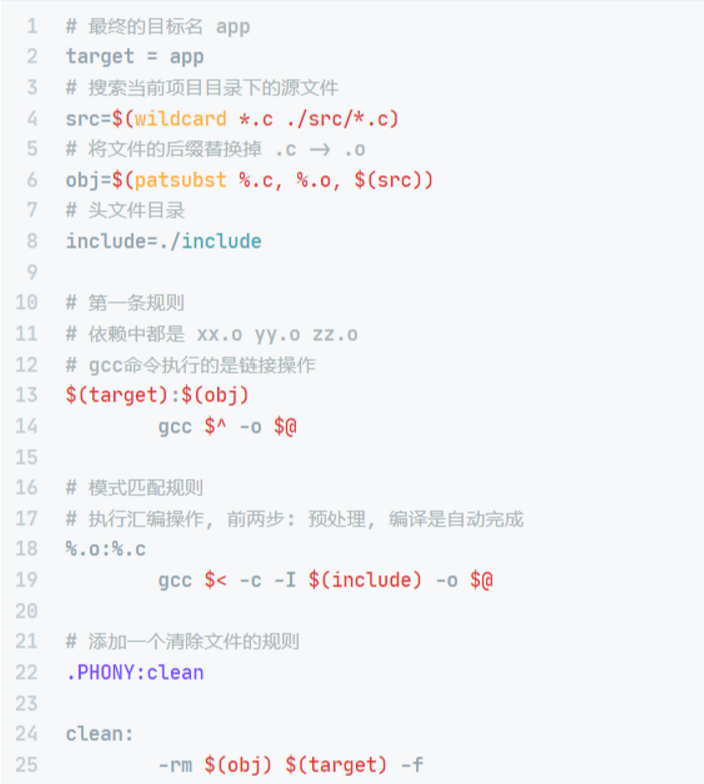 1 # 最终的目标名 app
2 target = app
3 # 搜索当前项目目录下的源文件
4 src=$(wildcard *.c ./src/*.c)
5 # 将文件的后缀替换掉 .c -> .o
6 obj=$(patsubst %.c, %.o, $(src))
7 # 头文件目录
8 include=./include
9
10 # 第一条规则
11 # 依赖中都是 xx.o yy.o zz.o
12 # gcc命令执行的是链接操作
13 $(target):$(obj)
14         gcc $^ -o $@
15
16 # 模式匹配规则
17 # 执行汇编操作, 前两步: 预处理, 编译是自动完成
18 %.o:%.c
19         gcc $< -c -I $(include) -o $@
20
21 # 添加一个清除文件的规则
22 .PHONY:clean
23
24 clean:
25         -rm $(obj) $(target) -f